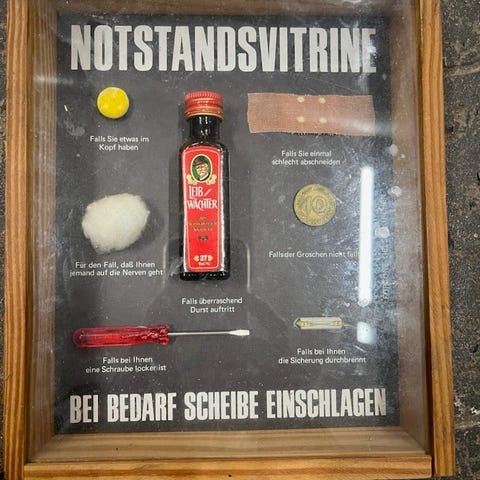 NOTSTANDSVITRINE
Falls Sie etwas im
Kopf haben
Falls Sie einmal
schlecht abschneiden
LEIB
WÄCHTER
10
Für den Fall, daß Ihnen
jemand auf die Nerven geht
Falls der Groschen nicht fällt
Falls überraschend
Durst auftritt
Falls bei Ihnen
eine Schraube locker ist
Falls bei Ihnen
die Sicherung durchbrennt
BEI BEDARF SCHEIBE EINSCHLAGEN